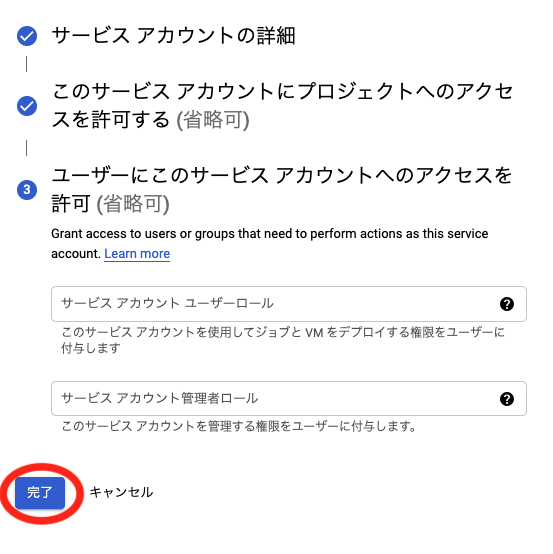 サービス アカウントの詳細
このサービス アカウントにプロジェクトへのアクセ
スを許可する (省略可)
3
ユーザーにこのサービス アカウントへのアクセスを
許可 (省略可)
Grant access to users or groups that need to perform actions as this service
account. Learn more
サービス アカウント ユーザーロール
?
このサービス アカウントを使用してジョブと VM をデプロイする権限をユーザーに
付与します
サービス アカウント管理者ロール
?
このサービス アカウントを管理する権限をユーザーに付与します。
完了 キャンセル